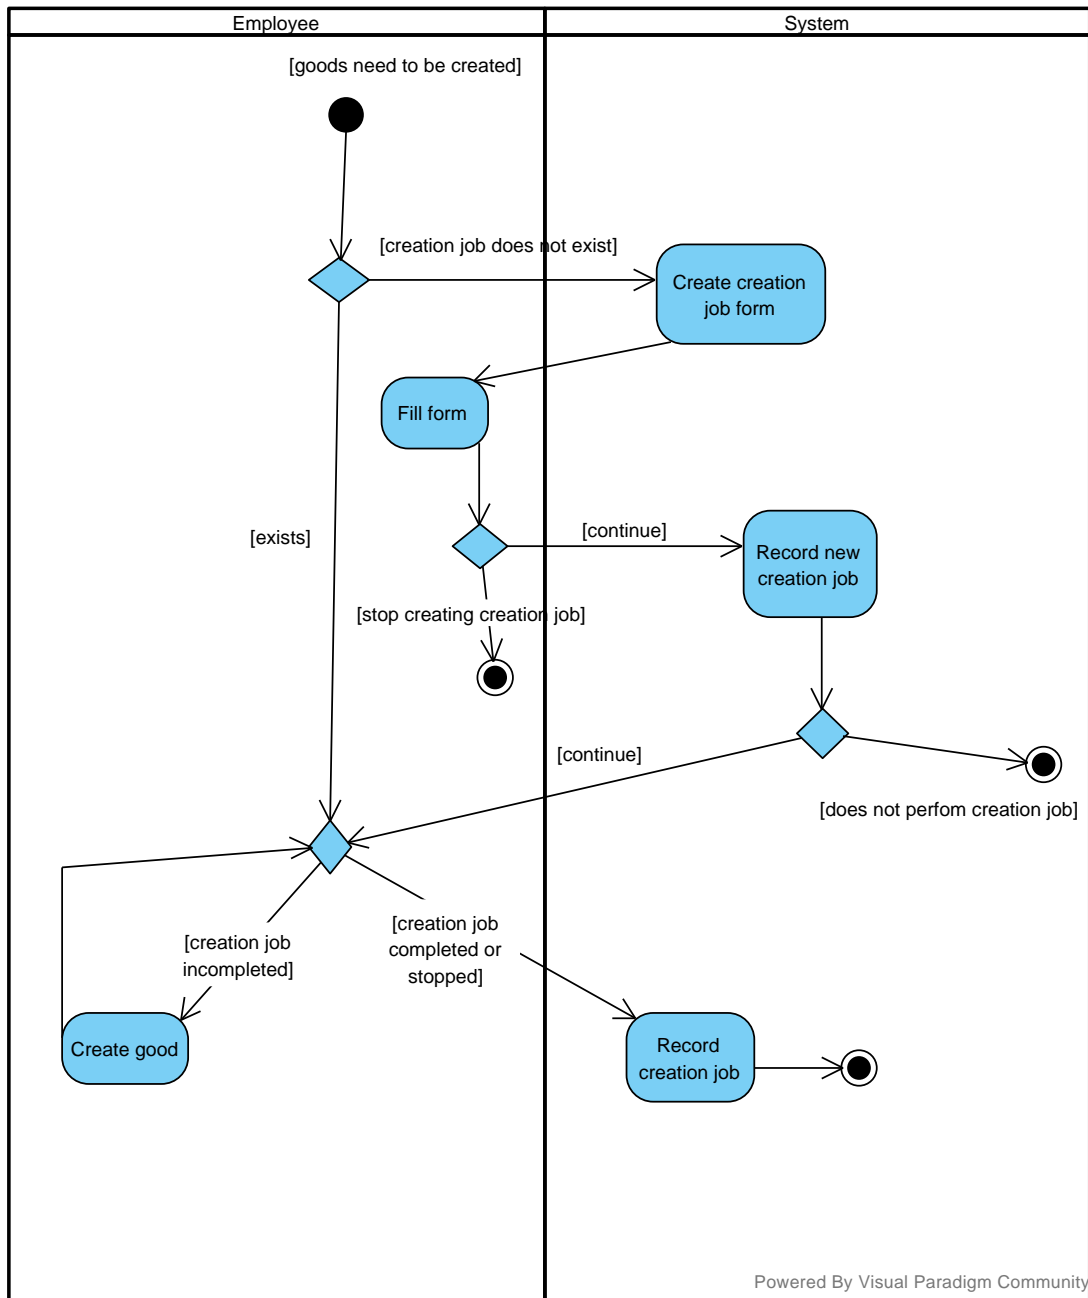 Employee
System
[goods need to be created]
[creation job does not exist]
Create creation
job form
Fill form
[exists]
[continue]
Record new
creation job
[stop creating creation job]
[continue]
[does not perfom creation job]
[creation job
incompleted]
[creation job
completed or
stopped]
Create good
Record
creation job
Powered By Visual Paradigm Community